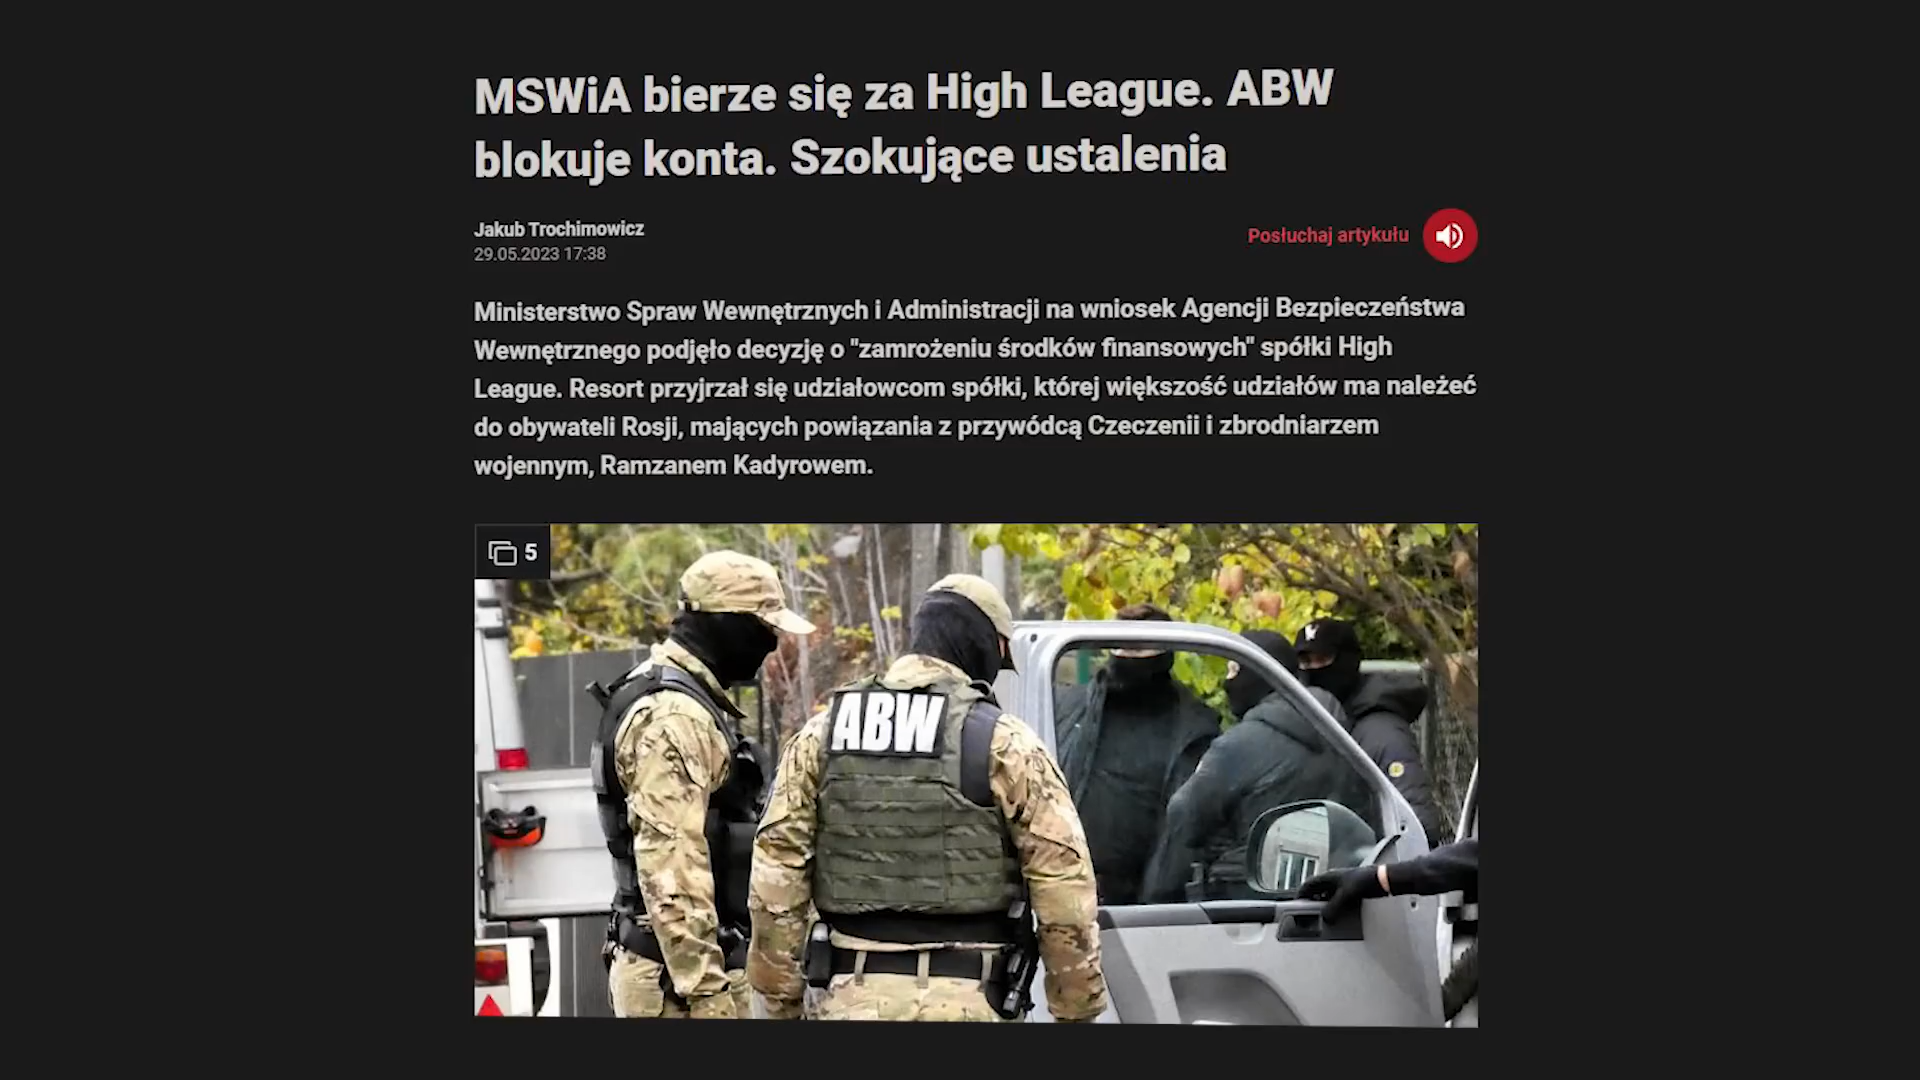 MSWiA bierze się za High League. ABW
blokuje konta. Szokujące ustalenia
Jakub Trochimowicz
29.05.2023 17:38
Posłuchaj artykułu
Ministerstwo Spraw Wewnętrznych i Administracji na wniosek Agencji Bezpieczeństwa
Wewnętrznego podjęło decyzję o "zamrożeniu środków finansowych" spółki High
League. Resort przyjrzał się udziałowcom spółki, której większość udziałów ma należeć
do obywateli Rosji, mających powiązania z przywódcą Czeczenii i zbrodniarzem
wojennym, Ramzanem Kadyrowem.
5
ABW